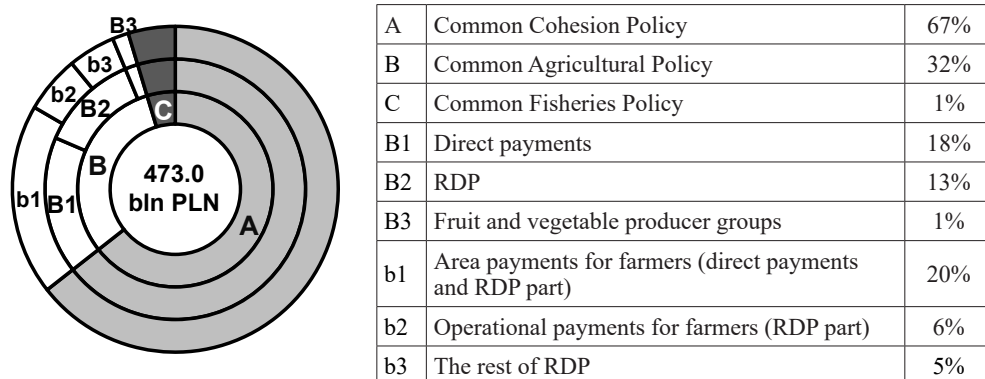 B3
b3
b2
B2
C
B
473.0
bln PLN
b1
B1
A
A Common Cohesion Policy 67%
B Common Agricultural Policy 32%
C Common Fisheries Policy 1%
B1 Direct payments 18%
B2 RDP 13%
B3 Fruit and vegetable producer groups 1%
b1 Area payments for farmers (direct payments
and RDP part) 20%
b2 Operational payments for farmers (RDP part) 6%
b3 The rest of RDP 5%